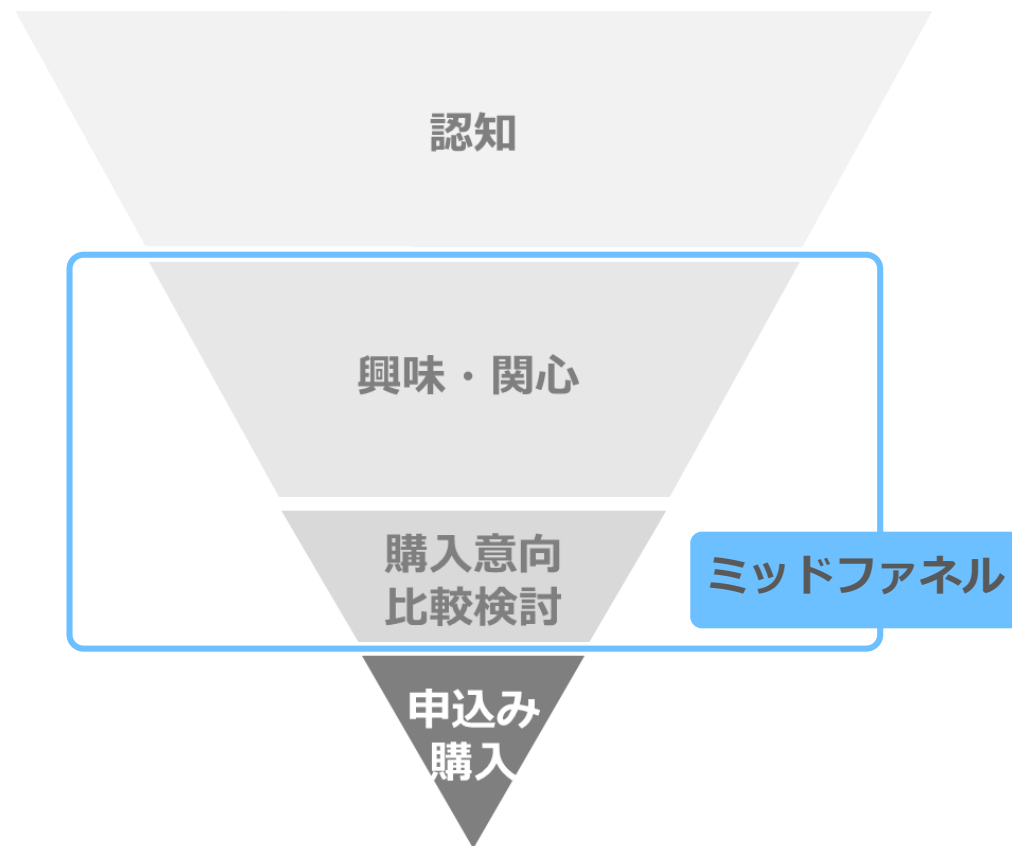 認知
興味・関心
購入意向
比較検討
ミッドファネル
申込み
購入